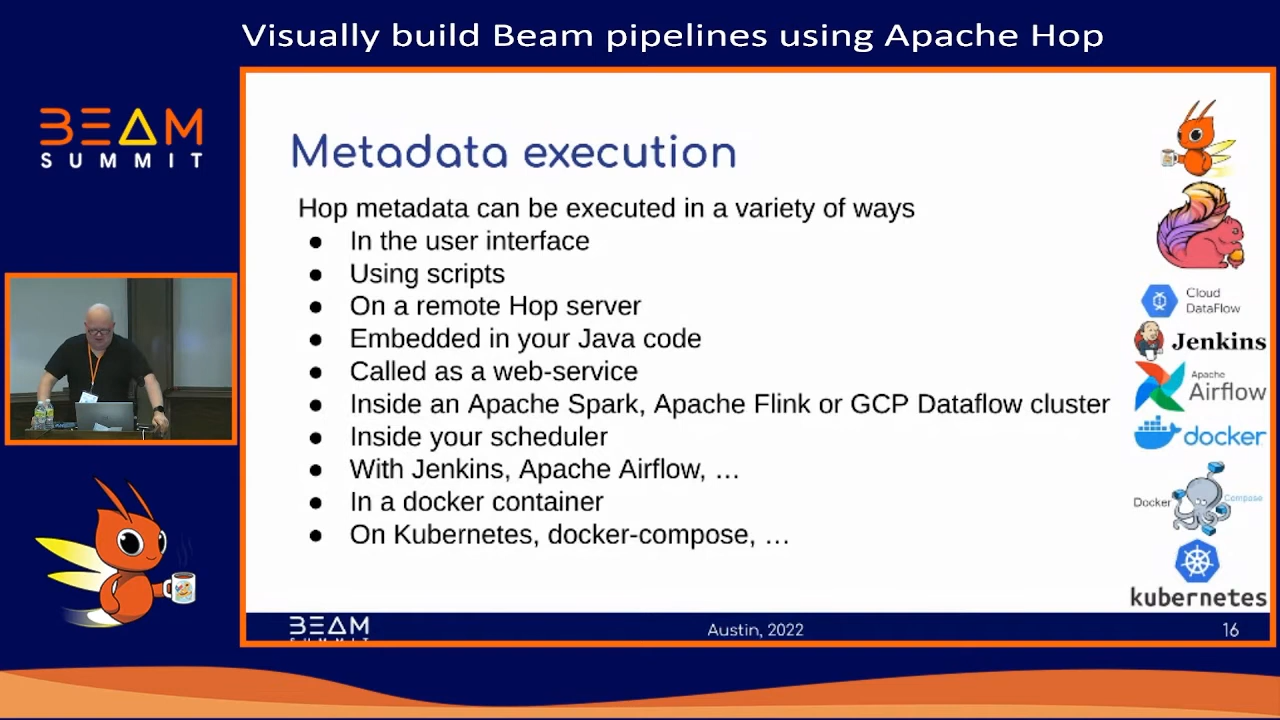 Visually build Beam pipelines using Apache Hop
BEAM
SUMMIT
Metadata execution
Hop metadata can be executed in a variety of ways
● In the user interface
● Using scripts
● On a remote Hop server
● Embedded in your Java code
● Called as a web-service
● Inside an Apache Spark, Apache Flink or GCP Dataflow cluster
● Inside your scheduler
● With Jenkins, Apache Airflow, …
● In a docker container
● On Kubernetes, docker-compose, …
Cloud
DataFlow
Jenkins
Apache
Airflow
docker
Docker Compose
kubernetes
BEAM
SUMMIT
Austin, 2022
16